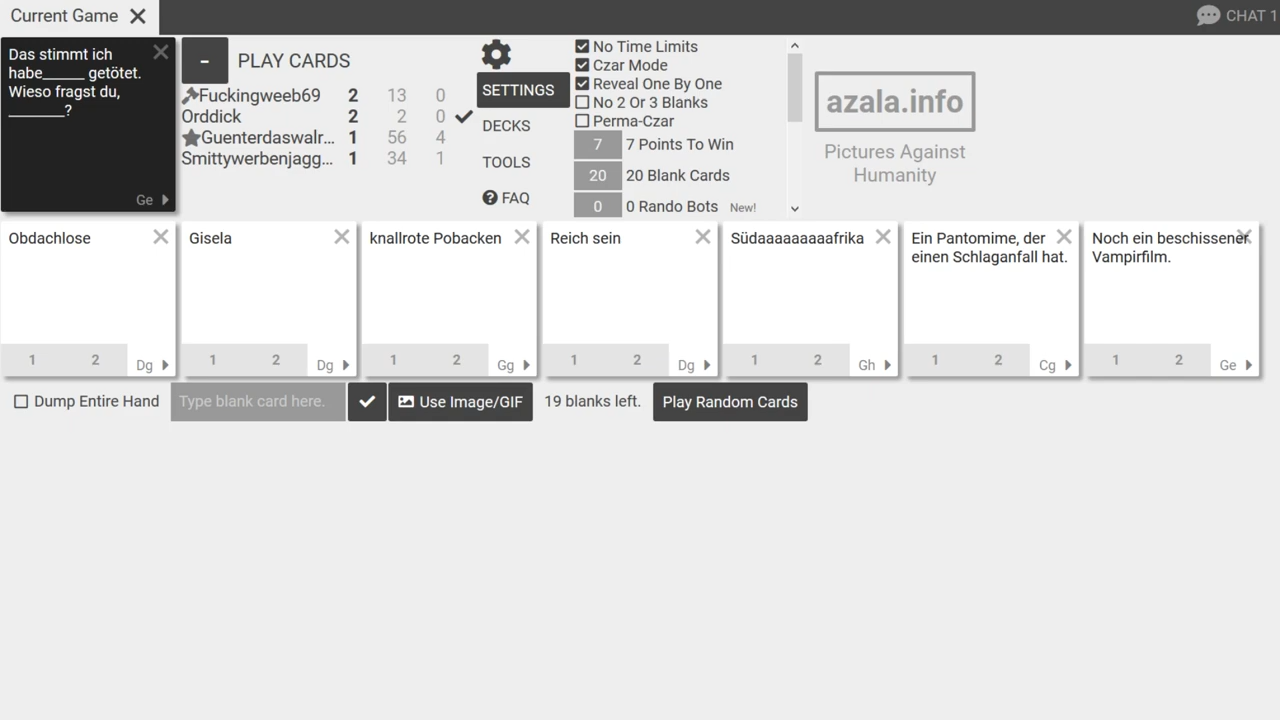 Current Game
CHAT 1
Das stimmt ich
habe______ getötet.
Wieso fragst du,
_______?
Ge
-
PLAY CARDS
Fuckingweeb69 2 13 0
Orddick 2 2 0
Guenterdaswalr... 1 56 4
Smittywerbenjagg... 1 34 1
SETTINGS
DECKS
TOOLS
FAQ
No Time Limits
Czar Mode
Reveal One By One
No 2 Or 3 Blanks
Perma-Czar
7 7 Points To Win
20 20 Blank Cards
0 0 Rando Bots New!
azala.info
Pictures Against
Humanity
Obdachlose
1 2 Dg
Gisela
1 2 Dg
knallrote Pobacken
1 2 Gg
Reich sein
1 2 Dg
Südaaaaaaaaafrika
1 2 Gh
Ein Pantomime, der
einen Schlaganfall hat.
1 2 Cg
Noch ein beschissener
Vampirfilm.
1 2 Ge
Dump Entire Hand
Type blank card here.
Use Image/GIF
19 blanks left.
Play Random Cards